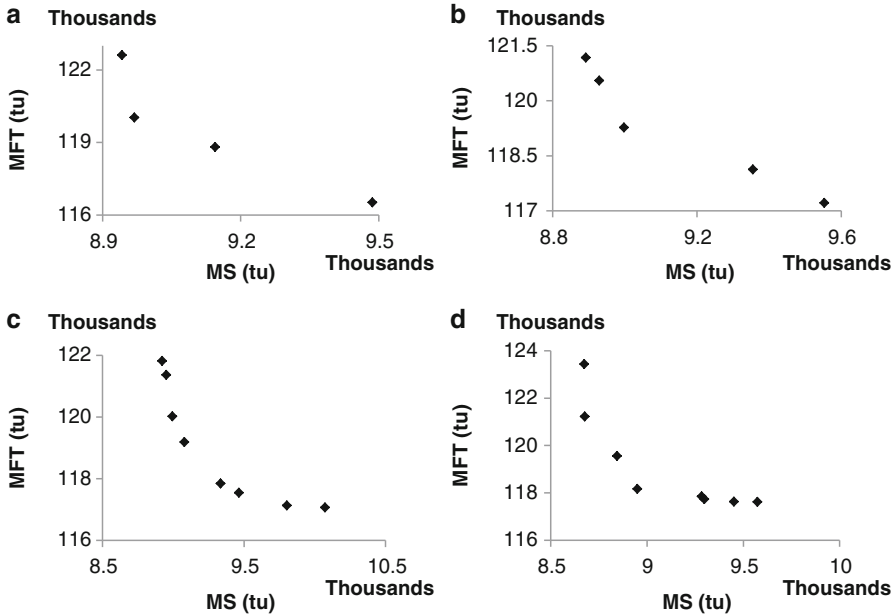 a Thousands
122
119
116
MFT (tu)
8.9 9.2 9.5
Thousands
MS (tu)
b Thousands
121.5
120
118.5
117
MFT (tu)
8.8 9.2 9.6
Thousands
MS (tu)
c Thousands
122
120
118
116
MFT (tu)
8.5 9.5 10.5
Thousands
MS (tu)
d Thousands
124
122
120
118
116
MFT (tu)
8.5 9 9.5 10
Thousands
MS (tu)